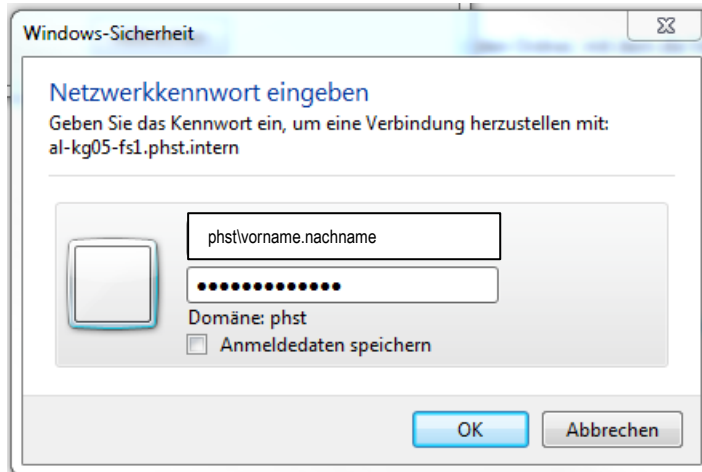 Windows-Sicherheit
Netzwerkkennwort eingeben
Geben Sie das Kennwort ein, um eine Verbindung herzustellen mit:
al-kg05-fs1.phst.intern
phst\vorname.nachname
●●●●●●●●●●●●●
Domäne: phst
Anmeldedaten speichern
OK
Abbrechen